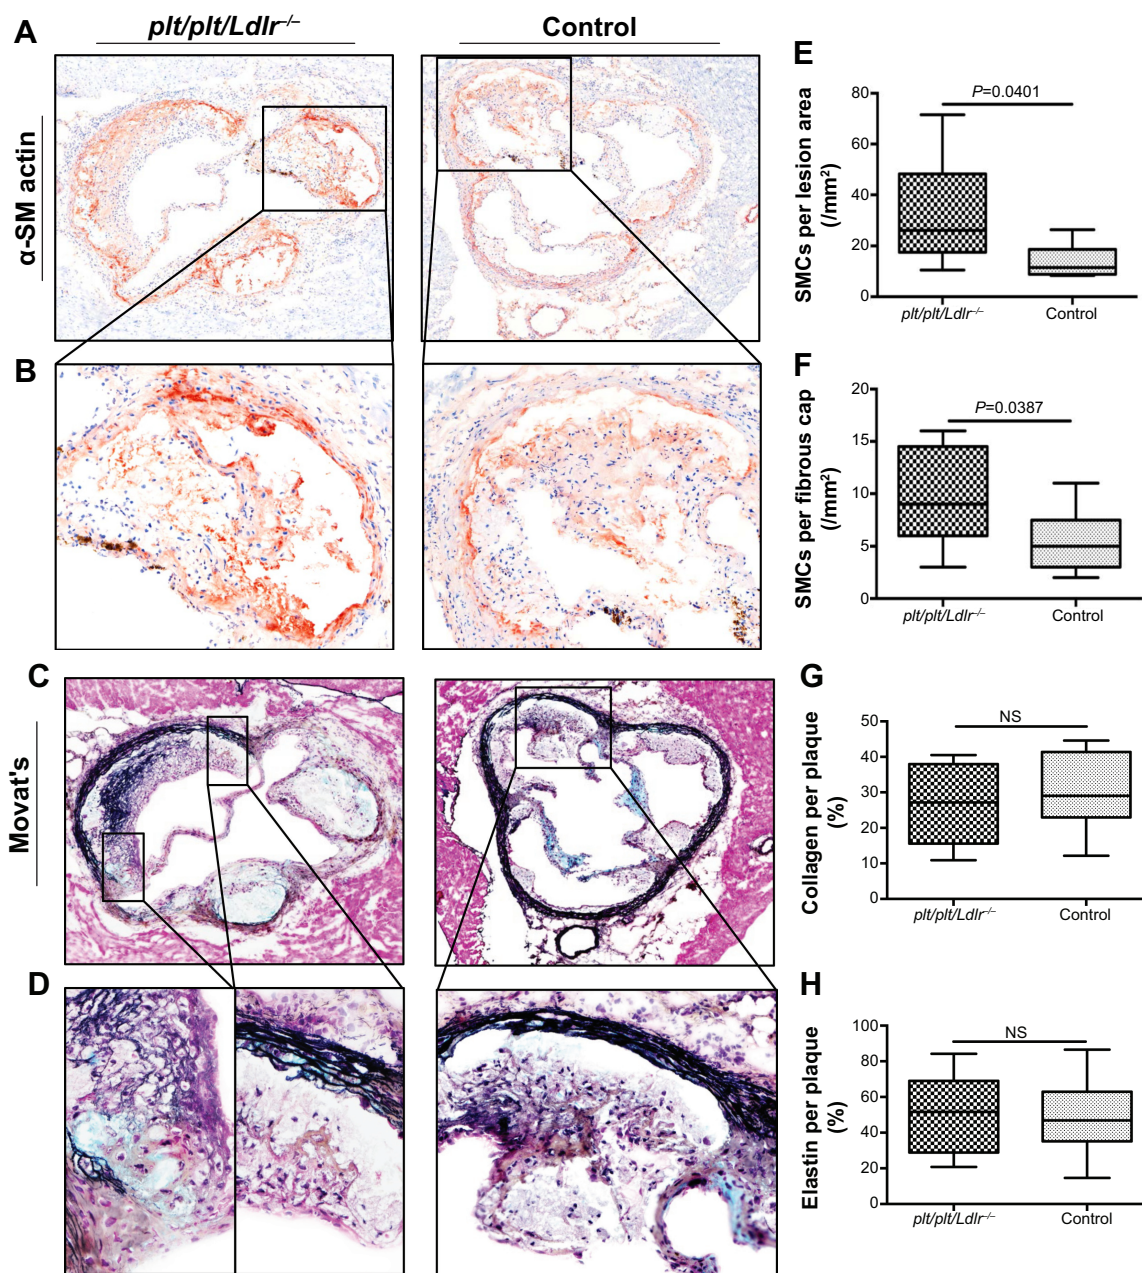 A
plt/plt/Ldlr–/–
Control
α-SM actin
B
C
Movat's
D
E
SMCs per lesion area
(/mm²)
80
60
40
20
0
P=0.0401
plt/plt/Ldlr–/–
Control
F
SMCs per fibrous cap
(/mm²)
20
15
10
5
0
P=0.0387
plt/plt/Ldlr–/–
Control
G
Collagen per plaque
(%)
50
40
30
20
10
0
NS
plt/plt/Ldlr–/–
Control
H
Elastin per plaque
(%)
100
80
60
40
20
0
NS
plt/plt/Ldlr–/–
Control